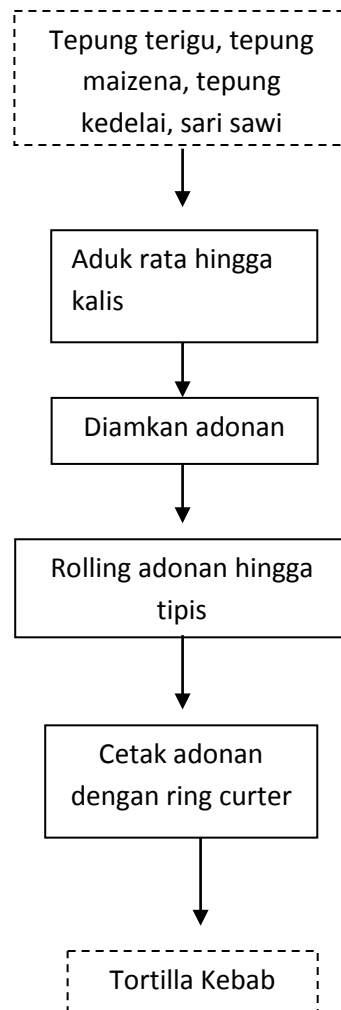 Tepung terigu, tepung
maizena, tepung
kedelai, sari sawi
Aduk rata hingga
kalis
Diamkan adonan
Rolling adonan hingga
tipis
Cetak adonan
dengan ring curter
Tortilla Kebab